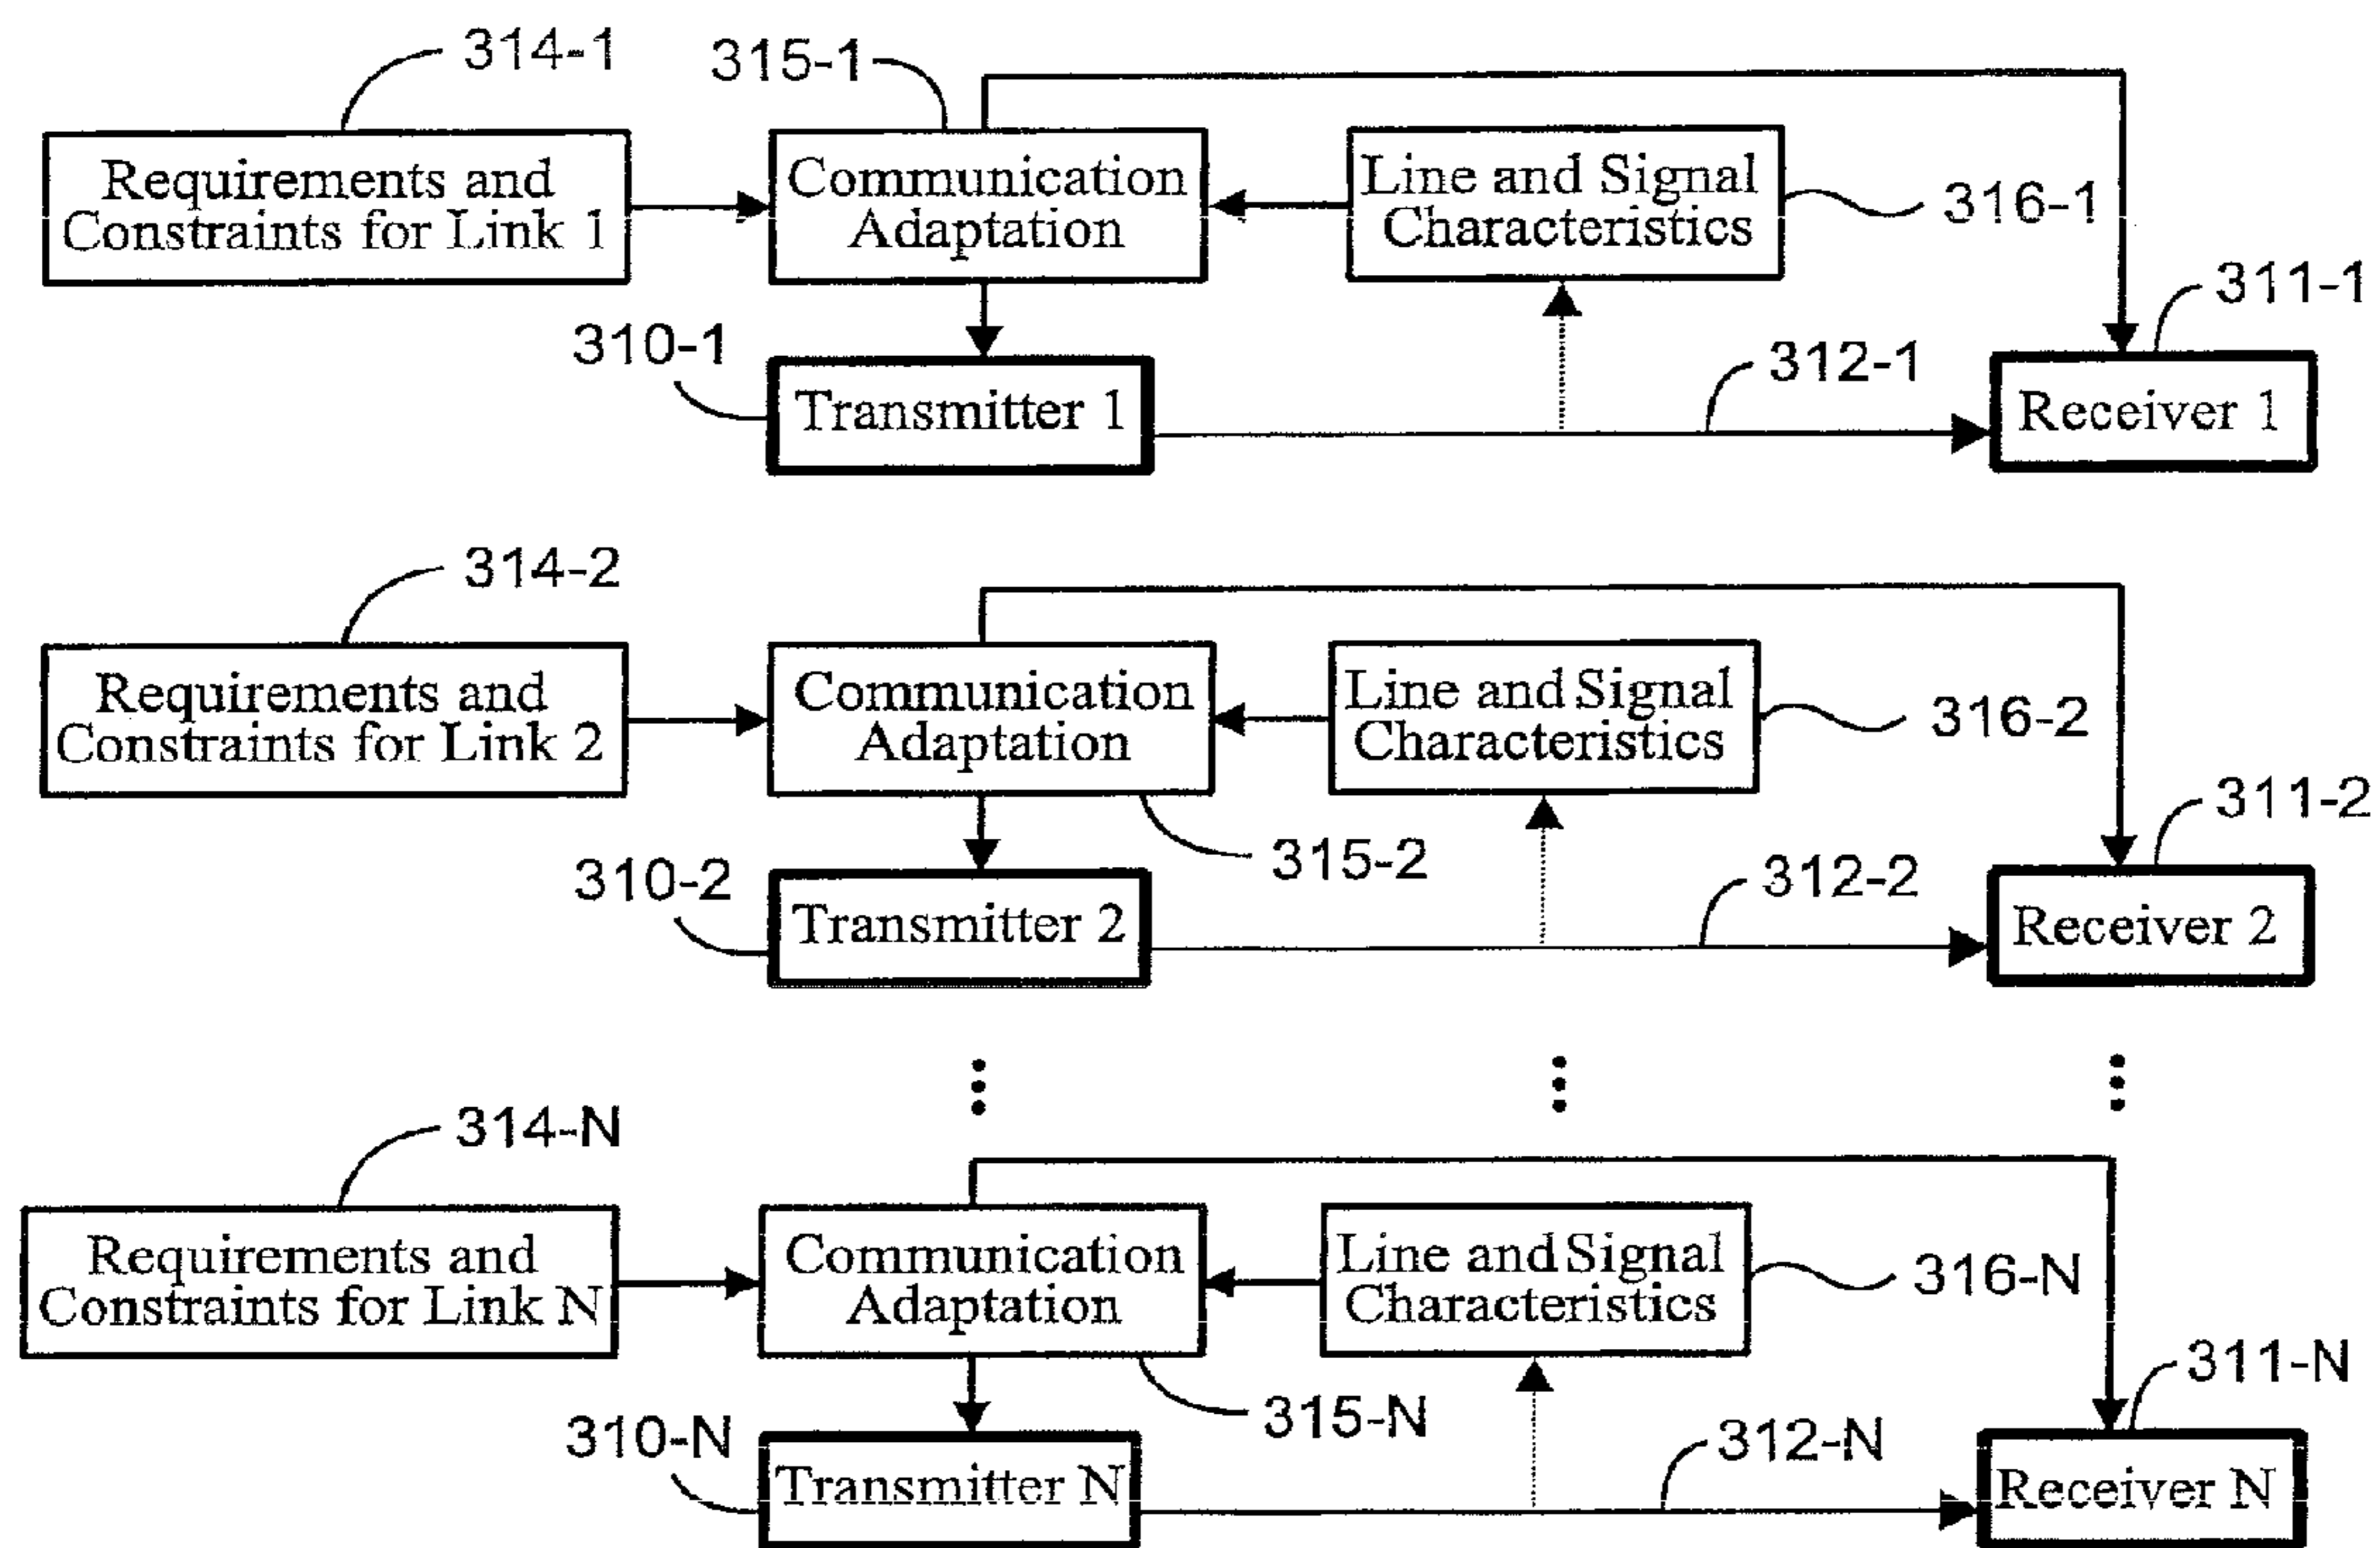 314-1
315-1
Requirements and
Constraints for Link 1
Communication
Adaptation
Line and Signal
Characteristics
316-1
311-1
310-1
Transmitter 1
312-1
Receiver 1
314-2
Requirements and
Constraints for Link 2
Communication
Adaptation
Line and Signal
Characteristics
316-2
311-2
315-2
310-2
Transmitter 2
312-2
Receiver 2
314-N
Requirements and
Constraints for Link N
Communication
Adaptation
Line and Signal
Characteristics
316-N
311-N
315-N
310-N
Transmitter N
312-N
Receiver N